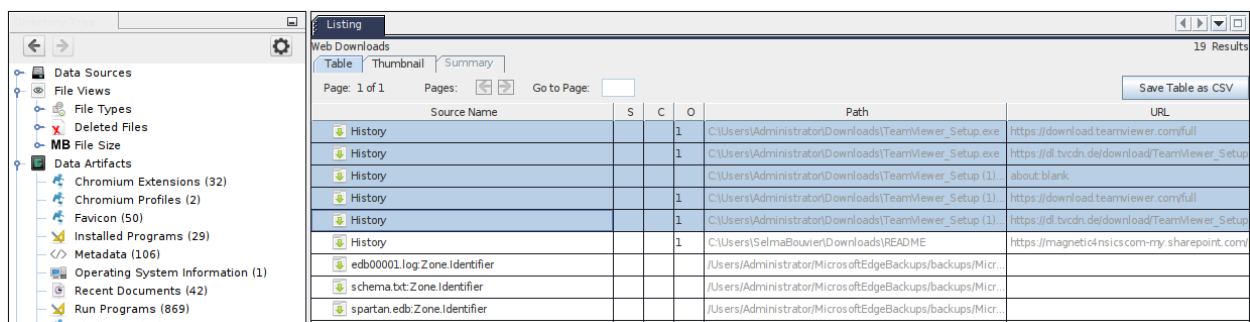 Listing
Web Downloads
19 Results
Table Thumbnail Summary
Page: 1 of 1 Pages: Go to Page:
Save Table as CSV
Source Name S C O Path URL
History 1 C:\Users\Administrator\Downloads\TeamViewer_Setup.exe https://download.teamviewer.com/full
History 1 C:\Users\Administrator\Downloads\TeamViewer_Setup.exe https://dl.tvcdn.de/download/TeamViewer_Setup
History C:\Users\Administrator\Downloads\TeamViewer_Setup (1)... about:blank
History 1 C:\Users\Administrator\Downloads\TeamViewer_Setup (1)... https://download.teamviewer.com/full
History 1 C:\Users\Administrator\Downloads\TeamViewer_Setup (1)... https://dl.tvcdn.de/download/TeamViewer_Setup
History 1 C:\Users\SelmaBouvier\Downloads\README https://magnetic4nsicscom-my.sharepoint.com/
edb00001.log:Zone.Identifier /Users/Administrator/MicrosoftEdgeBackups/backups/Micr...
schema.txt:Zone.Identifier /Users/Administrator/MicrosoftEdgeBackups/backups/Micr...
spartan.edb:Zone.Identifier /Users/Administrator/MicrosoftEdgeBackups/backups/Micr...
Data Sources
File Views
File Types
Deleted Files
MB File Size
Data Artifacts
Chromium Extensions (32)
Chromium Profiles (2)
Favicon (50)
Installed Programs (29)
Metadata (106)
Operating System Information (1)
Recent Documents (42)
Run Programs (869)